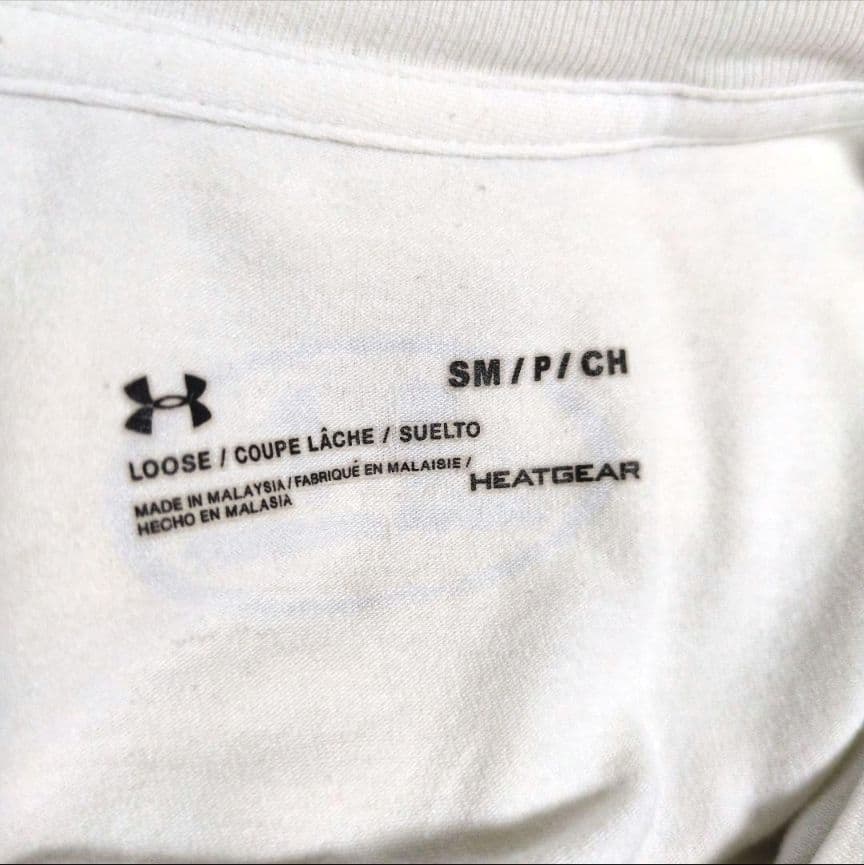 SM / P / CH
LOOSE / COUPE LÂCHE / SUELTO
MADE IN MALAYSIA / FABRIQUÉ EN MALAISIE /
HECHO EN MALASIA
HEATGEAR